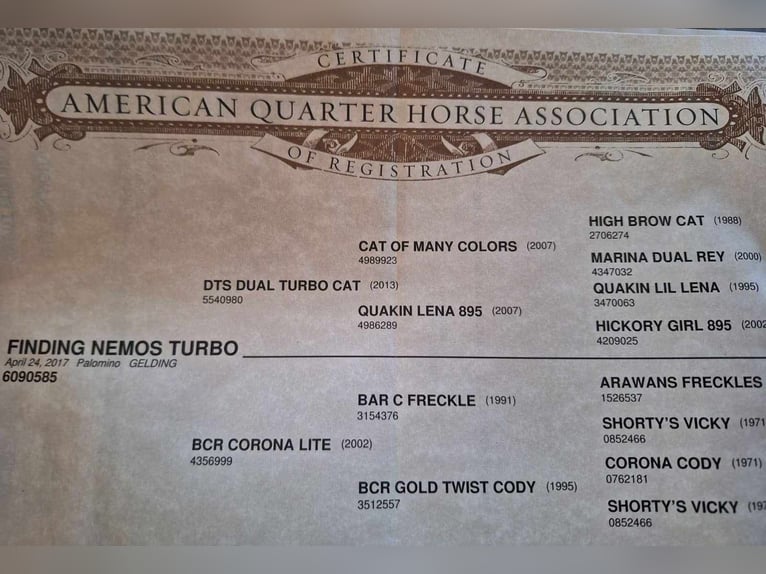 CERTIFICATE
AMERICAN QUARTER HORSE ASSOCIATION
OF REGISTRATION
HIGH BROW CAT (1988)
2706274
CAT OF MANY COLORS (2007)
4989923
MARINA DUAL REY (2000)
4347032
DTS DUAL TURBO CAT (2013)
5540980
QUAKIN LIL LENA (1995)
3470063
QUAKIN LENA 895 (2007)
4986289
HICKORY GIRL 895 (2002
4209025
FINDING NEMOS TURBO
April 24, 2017 Palomino GELDING
6090585
ARAWANS FRECKLES
1526537
BAR C FRECKLE (1991)
3154376
SHORTY'S VICKY (1971
0852466
BCR CORONA LITE (2002)
4356999
CORONA CODY (1971)
0762181
BCR GOLD TWIST CODY (1995)
3512557
SHORTY'S VICKY (197
0852466